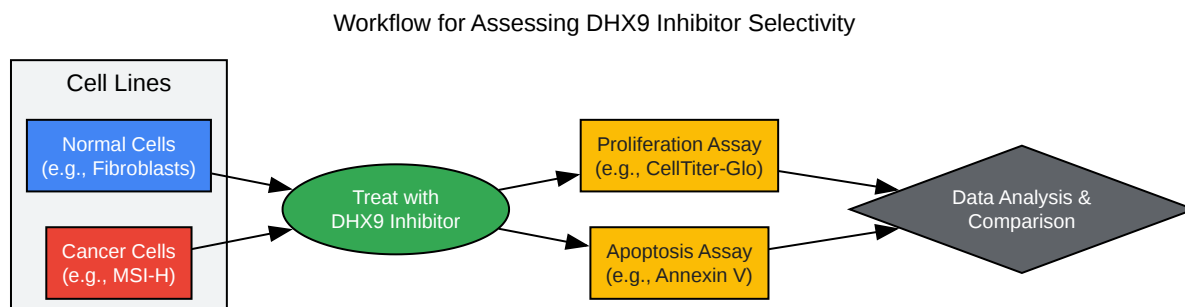 Workflow for Assessing DHX9 Inhibitor Selectivity
Cell Lines
Normal Cells
(e.g., Fibroblasts)
Cancer Cells
(e.g., MSI-H)
Treat with
DHX9 Inhibitor
Proliferation Assay
(e.g., CellTiter-Glo)
Apoptosis Assay
(e.g., Annexin V)
Data Analysis &
Comparison